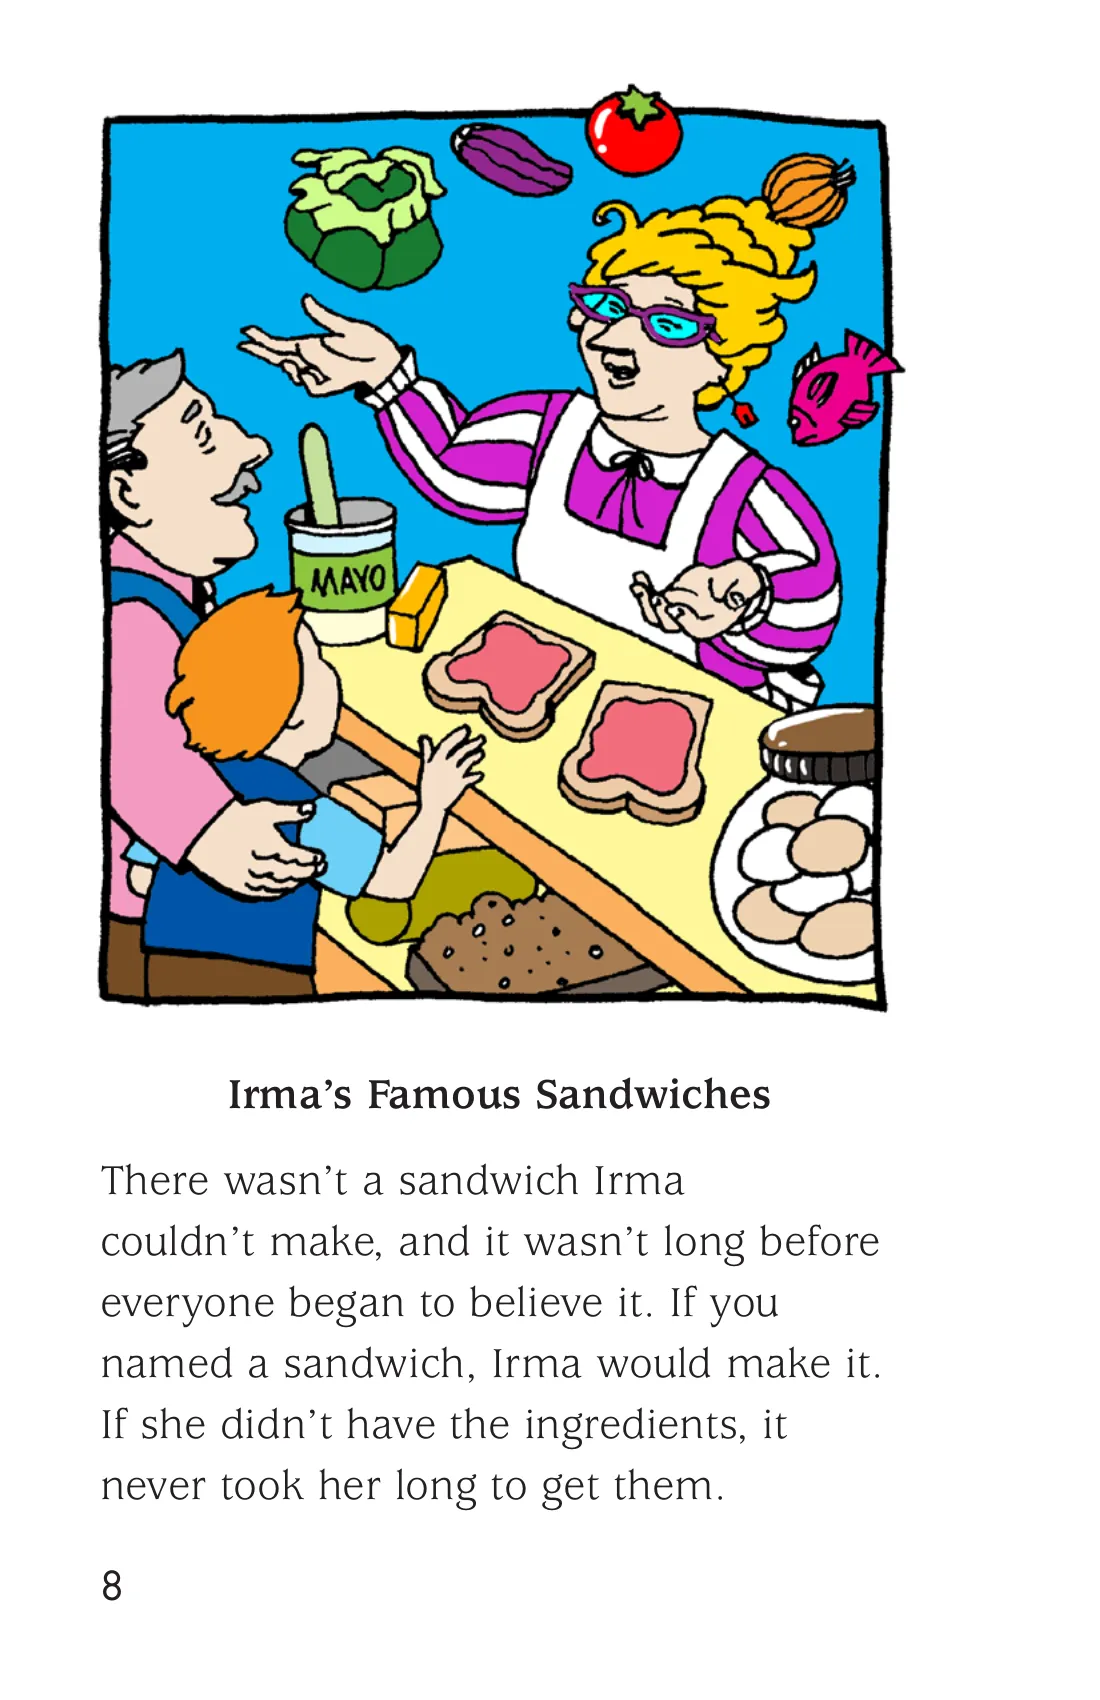 MAYO
Irma’s Famous Sandwiches
There wasn’t a sandwich Irma
couldn’t make, and it wasn’t long before
everyone began to believe it. If you
named a sandwich, Irma would make it.
If she didn’t have the ingredients, it
never took her long to get them.
8